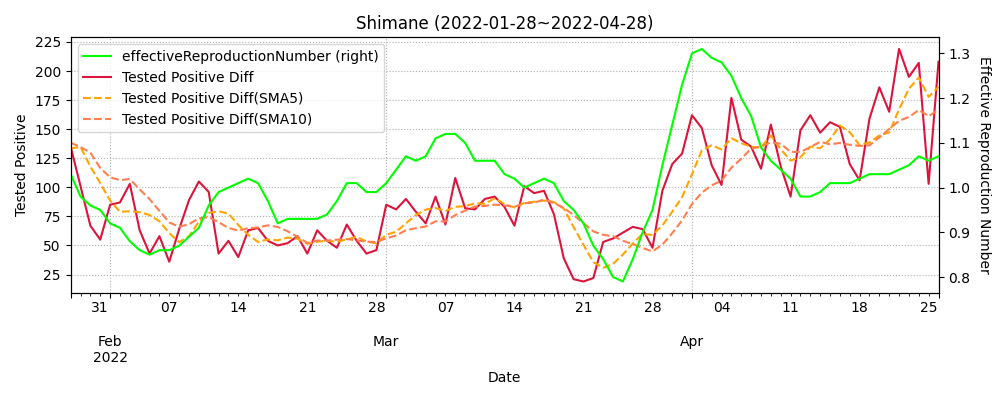 Shimane (2022-01-28~2022-04-28)
effectiveReproductionNumber (right)
Tested Positive Diff
Tested Positive Diff(SMA5)
Tested Positive Diff(SMA10)
Tested Positive
225
200
175
150
125
100
75
50
25
1.3
1.2
1.1
1.0
0.9
0.8
Effective Reproduction Number
31 07 14 21 28 07 14 21 28 04 11 18 25
Feb Mar Apr
2022
Date